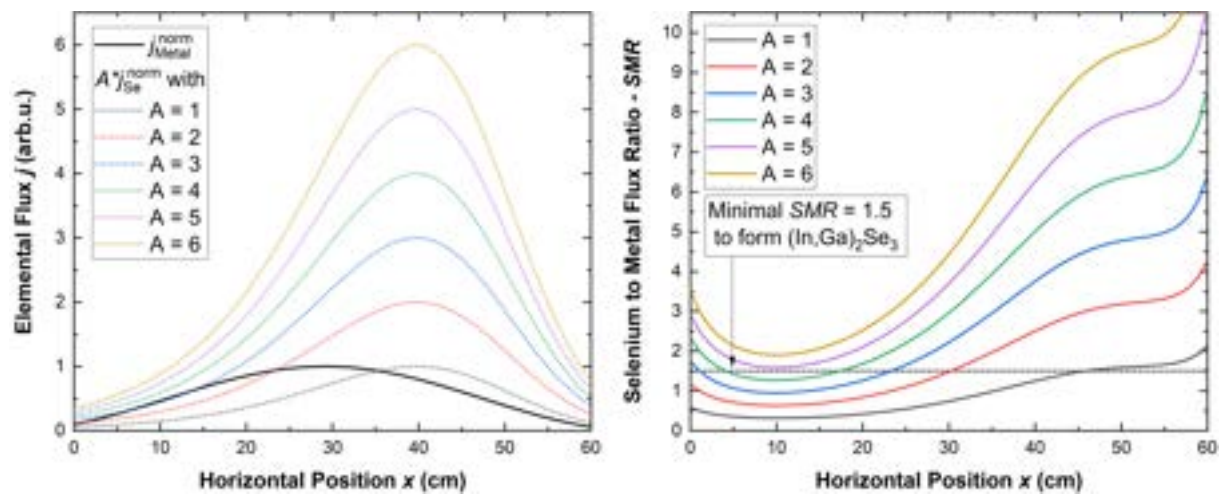 Elemental Flux j (arb.u.)
6
5
4
3
2
1
0
j_Metal^norm
A*j_Se^norm with
A = 1
A = 2
A = 3
A = 4
A = 5
A = 6
0 10 20 30 40 50 60
Horizontal Position x (cm)
Selenium to Metal Flux Ratio - SMR
10
9
8
7
6
5
4
3
2
1
0
A = 1
A = 2
A = 3
A = 4
A = 5
A = 6
Minimal SMR = 1.5
to form (In,Ga)₂Se₃
0 10 20 30 40 50 60
Horizontal Position x (cm)